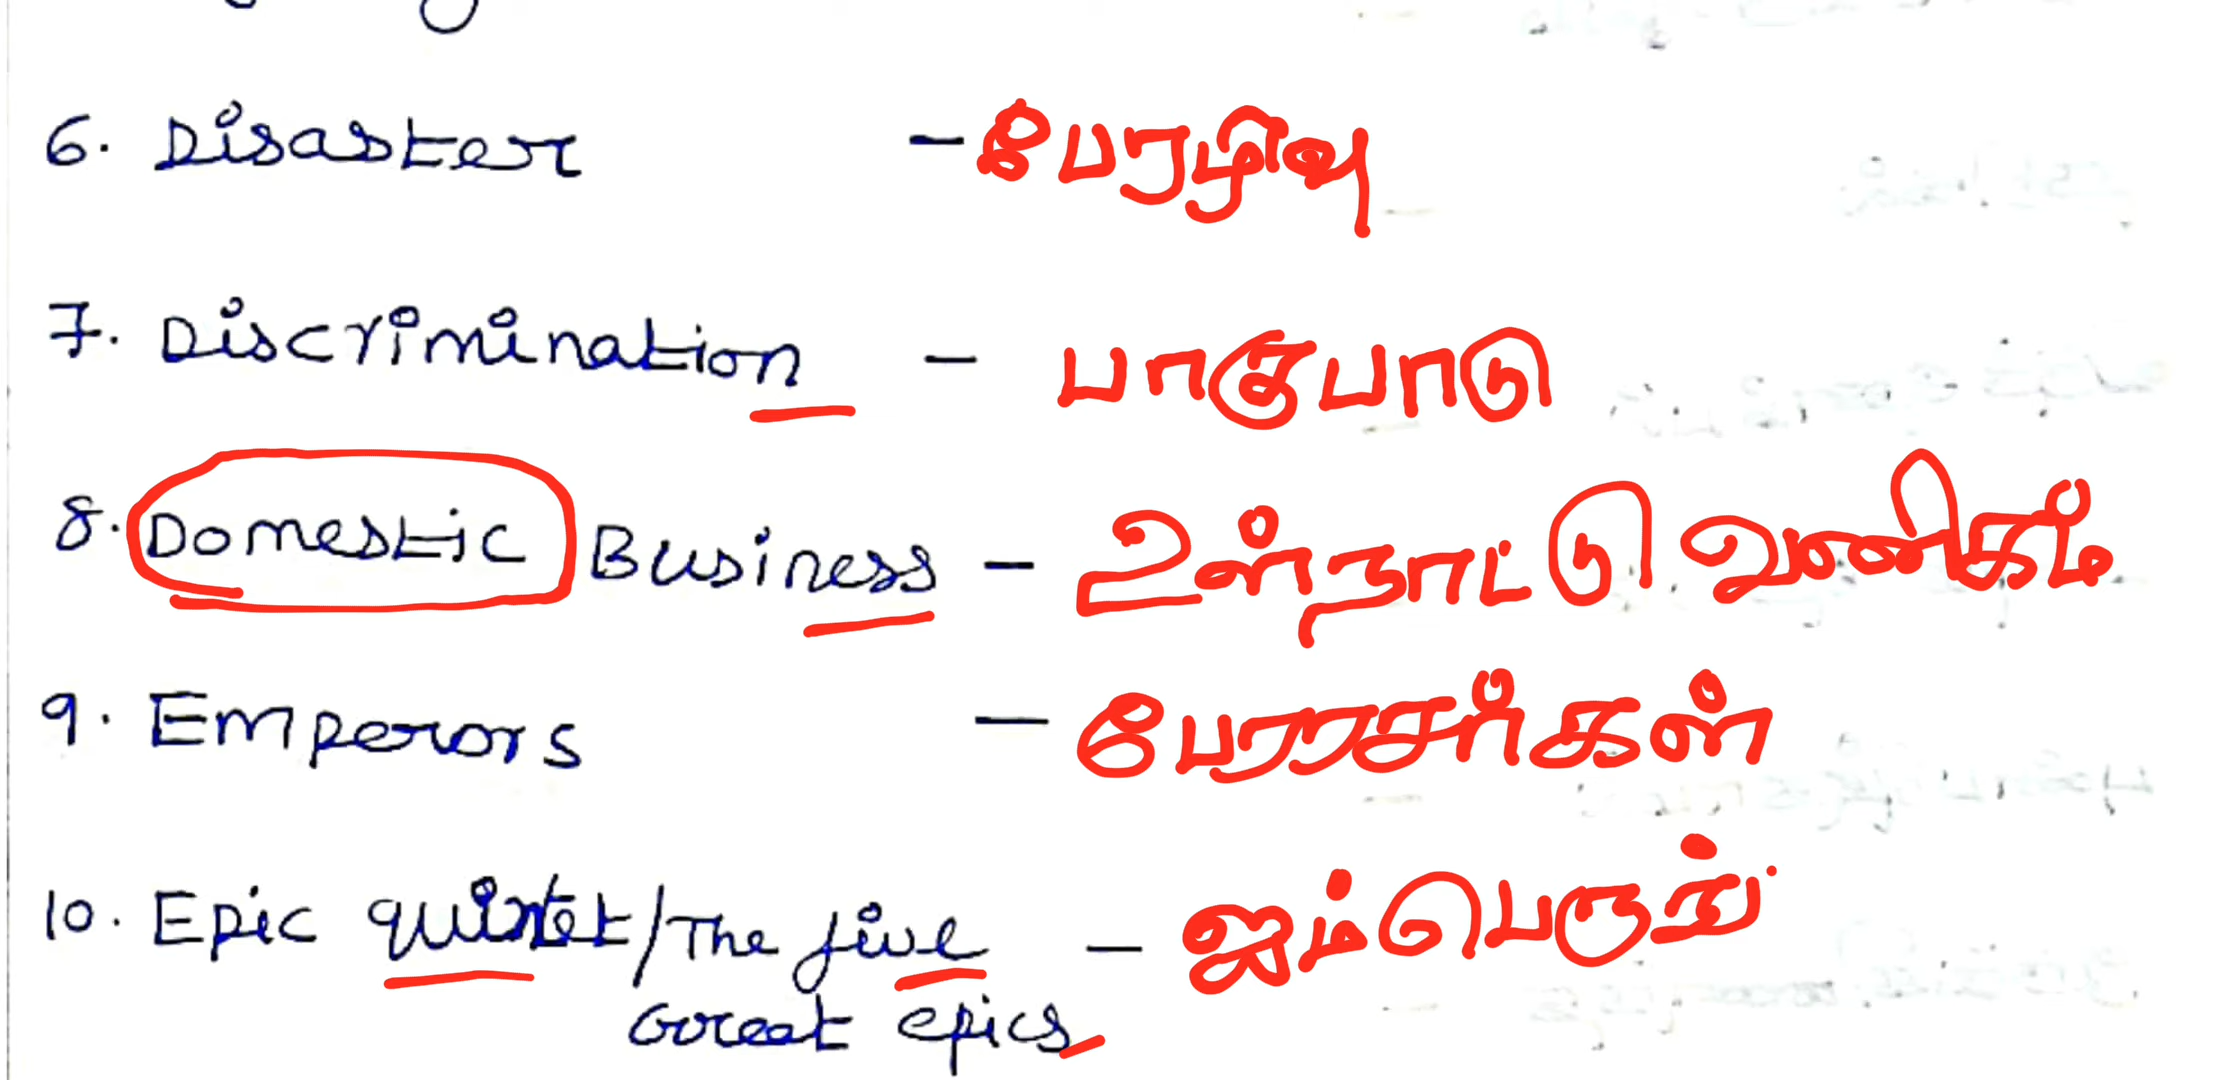 6. Disaster - பேரழிவு
7. Discrimination - பாகுபாடு
8. Domestic Business - உள்நாட்டு வணிகம்
9. Emperors - பேரரசர்கள்
10. Epic quintet/The five - ஐம்பெருங்
Great epics